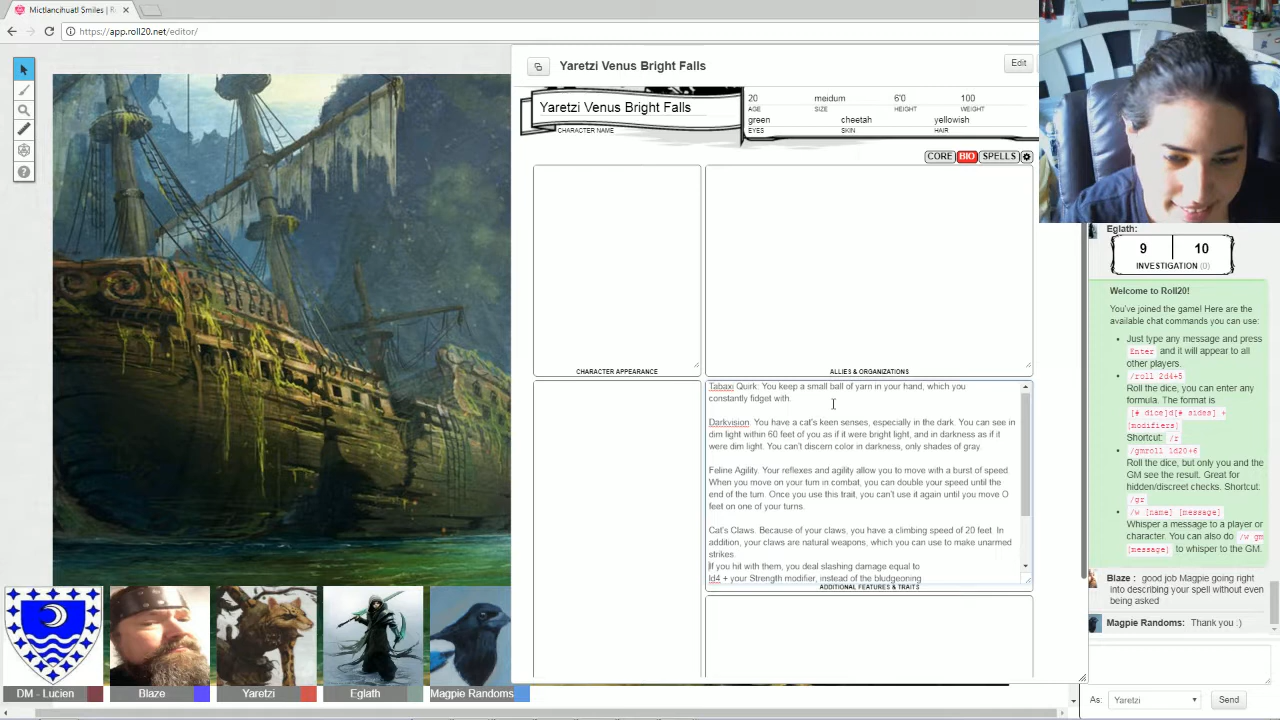 Mictlancihuatl Smiles | R
https://app.roll20.net/editor/
Yaretzi Venus Bright Falls
Edit
Yaretzi Venus Bright Falls
CHARACTER NAME
20 meidum 6'0 100
AGE SIZE HEIGHT WEIGHT
green cheetah yellowish
EYES SKIN HAIR
CORE BIO SPELLS
CHARACTER APPEARANCE
ALLIES & ORGANIZATIONS
Tabaxi Quirk: You keep a small ball of yarn in your hand, which you
constantly fidget with.
Darkvision. You have a cat's keen senses, especially in the dark. You can see in
dim light within 60 feet of you as if it were bright light, and in darkness as if it
were dim light. You can't discern color in darkness, only shades of gray.
Feline Agility. Your reflexes and agility allow you to move with a burst of speed.
When you move on your turn in combat, you can double your speed until the
end of the turn. Once you use this trait, you can't use it again until you move O
feet on one of your turns.
Cat's Claws. Because of your claws, you have a climbing speed of 20 feet. In
addition, your claws are natural weapons, which you can use to make unarmed
strikes.
If you hit with them, you deal slashing damage equal to
ld4 + your Strength modifier, instead of the bludgeoning
ADDITIONAL FEATURES & TRAITS
Eglath:
9 10
INVESTIGATION (0)
Welcome to Roll20!
You've joined the game! Here are the
available chat commands you can use:
Just type any message and press
Enter and it will appear to all
other players.
/roll 2d4+5
Roll the dice, you can enter any
formula. The format is
[# dice]d[# sides] +
[modifiers]
Shortcut: /r
/gmroll 1d20+6
Roll the dice, but only you and the
GM see the result. Great for
hidden/discreet checks. Shortcut:
/gr
/w [name] [message]
Whisper a message to a player or
character. You can also do /w gm
[message] to whisper to the GM.
Blaze : good job Magpie going right
into describing your spell without even
being asked
Magpie Randoms: Thank you :)
As: Yaretzi Send
DM - Lucien Blaze Yaretzi Eglath Magpie Randoms